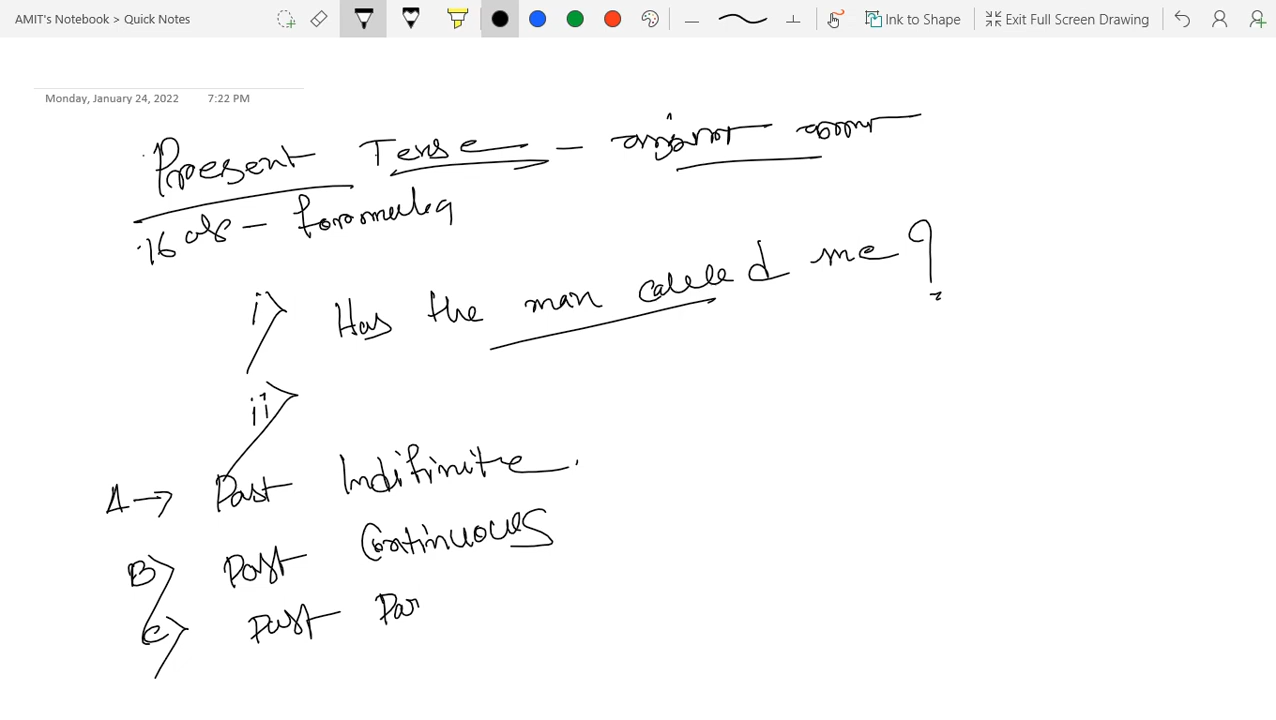 AMIT's Notebook > Quick Notes
Ink to Shape
Exit Full Screen Drawing
Monday, January 24, 2022 7:22 PM
Present Tense –
16 – formula
i> Has the man called me?
ii>
A → Past Indifinite.
B> Past Continuous
C> Past Par